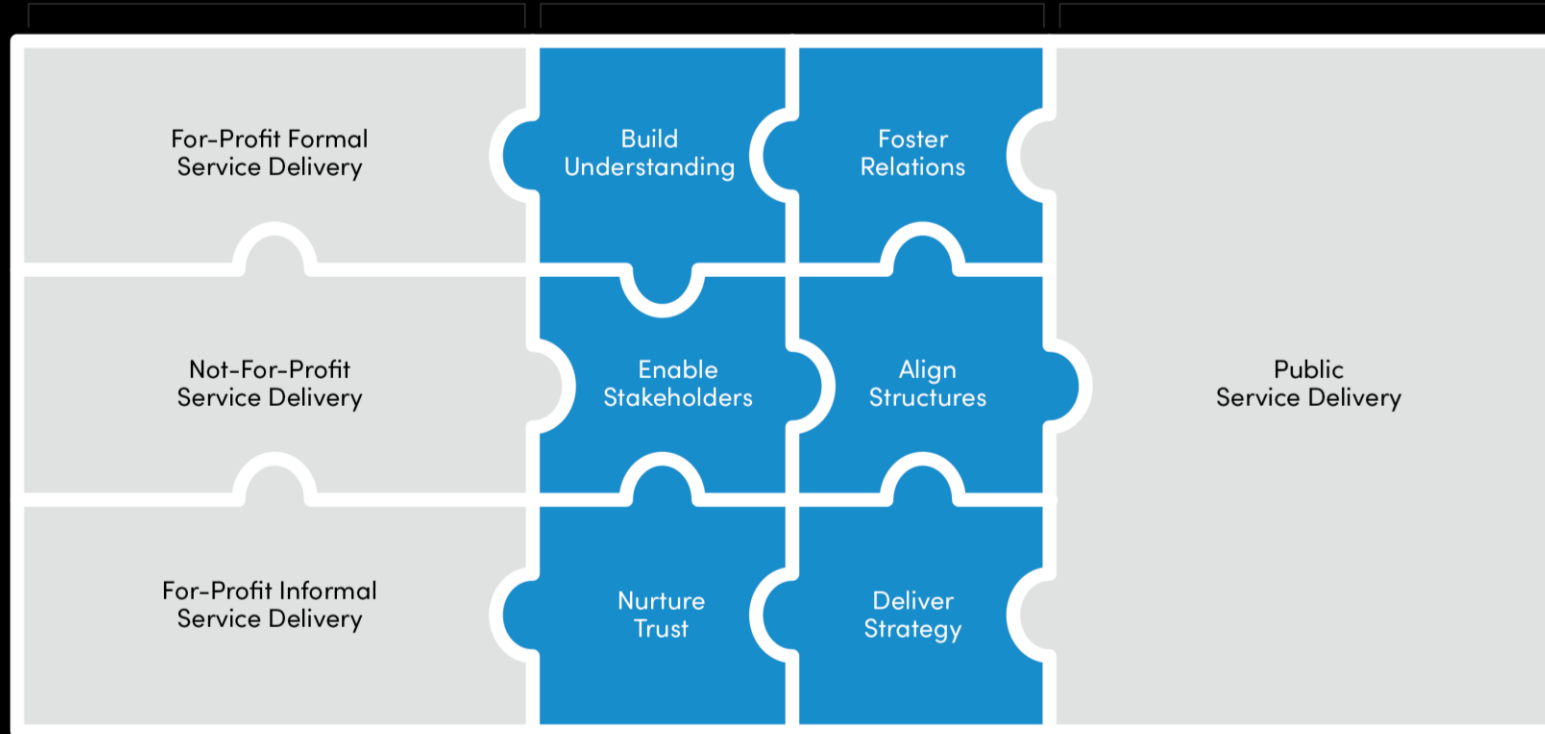 For-Profit Formal
Service Delivery
Build
Understanding
Foster
Relations
Not-For-Profit
Service Delivery
Enable
Stakeholders
Align
Structures
Public
Service Delivery
For-Profit Informal
Service Delivery
Nurture
Trust
Deliver
Strategy